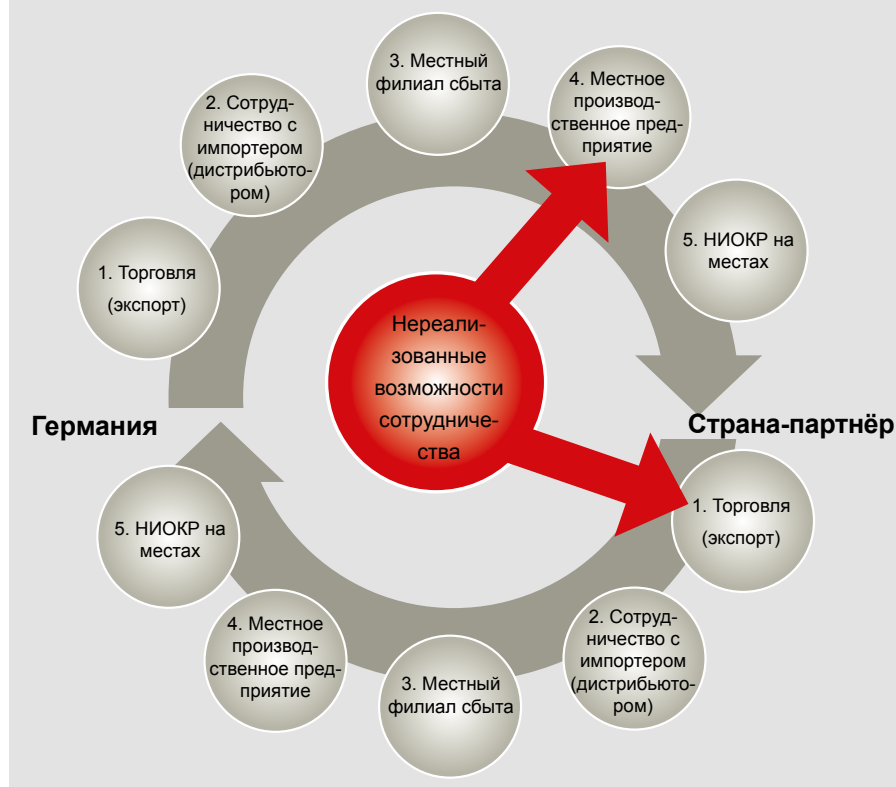 3. Местный
филиал сбыта
4. Местное
производ-
ственное пред-
приятие
2. Сотруд-
ничество с
импортером
(дистрибьюто-
ром)
5. НИОКР на
местах
1. Торговля
(экспорт)
Нереали-
зованные
возможности
сотрудниче-
ства
Германия
Страна-партнёр
1. Торговля
(экспорт)
5. НИОКР на
местах
2. Сотруд-
ничество с
импортером
(дистрибьюто-
ром)
4. Местное
производ-
ственное пред-
приятие
3. Местный
филиал сбыта